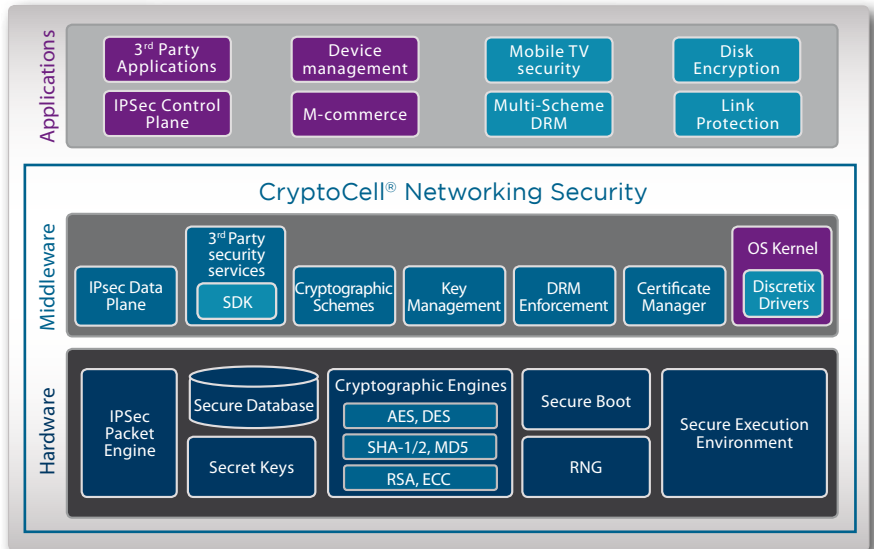 Applications
3rd Party
Applications
Device
management
Mobile TV
security
Disk
Encryption
IPSec Control
Plane
M-commerce
Multi-Scheme
DRM
Link
Protection
CryptoCell® Networking Security
Middleware
IPsec Data
Plane
3rd Party
security
services
SDK
Cryptographic
Schemes
Key
Management
DRM
Enforcement
Certificate
Manager
OS Kernel
Discretix
Drivers
Hardware
IPSec
Packet
Engine
Secure Database
Secret Keys
Cryptographic Engines
AES, DES
SHA-1/2, MD5
RSA, ECC
Secure Boot
RNG
Secure Execution
Environment